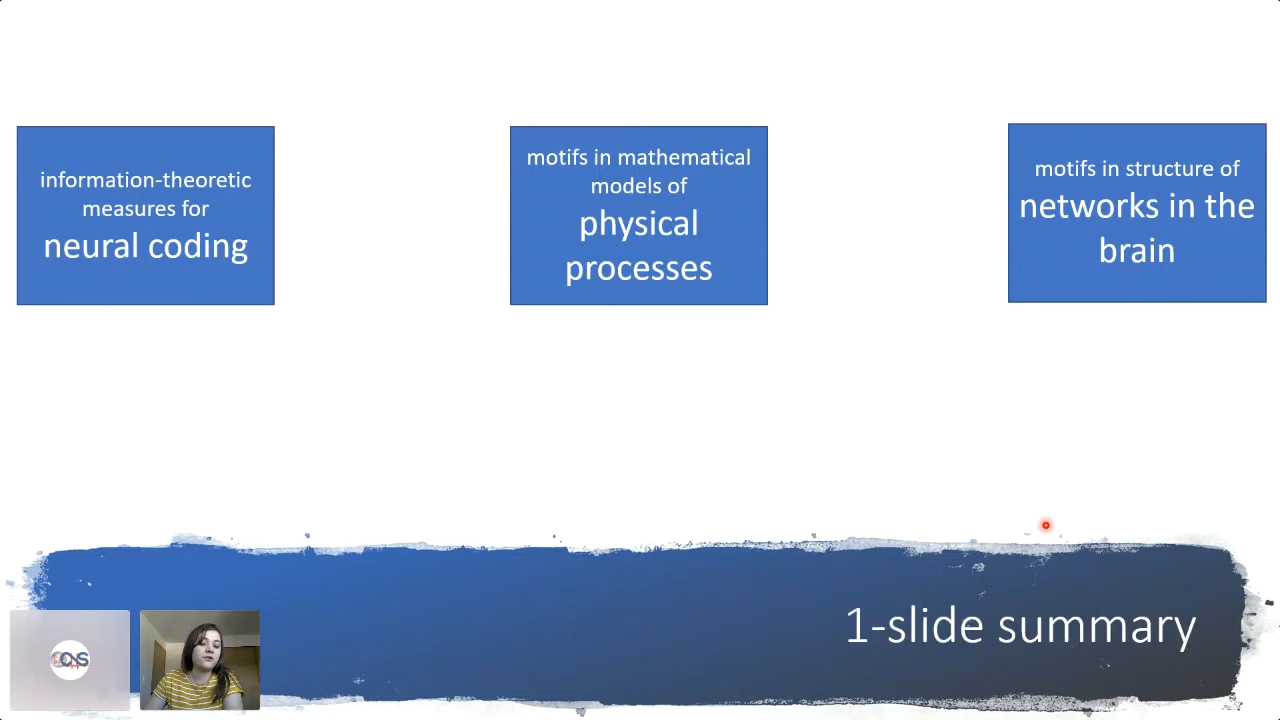 information-theoretic
measures for
neural coding
motifs in mathematical
models of
physical
processes
motifs in structure of
networks in the
brain
1-slide summary